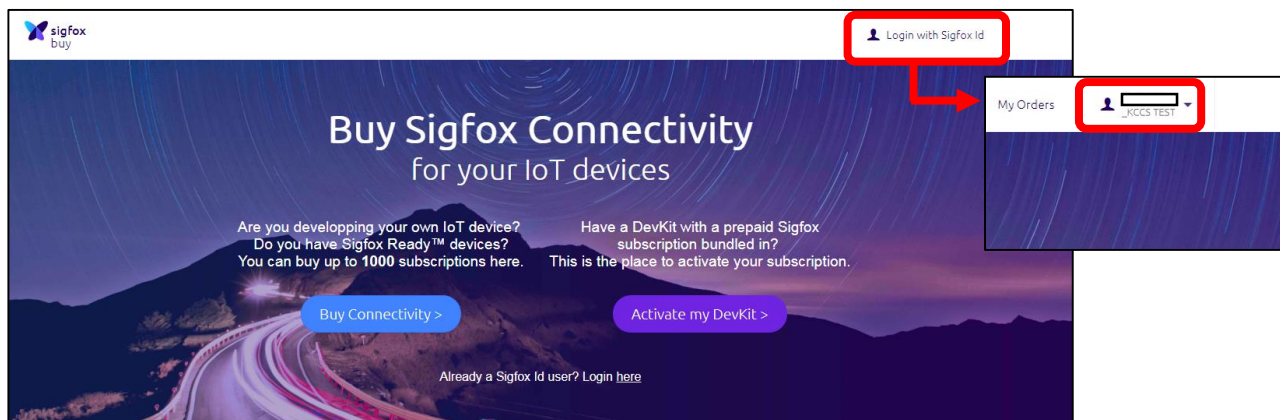 sigfox
buy
Login with Sigfox Id
My Orders
_KCCS TEST
Buy Sigfox Connectivity
for your IoT devices
Are you developping your own IoT device?
Do you have Sigfox Ready™ devices?
You can buy up to 1000 subscriptions here.
Have a DevKit with a prepaid Sigfox
subscription bundled in?
This is the place to activate your subscription.
Buy Connectivity >
Activate my DevKit >
Already a Sigfox Id user? Login here